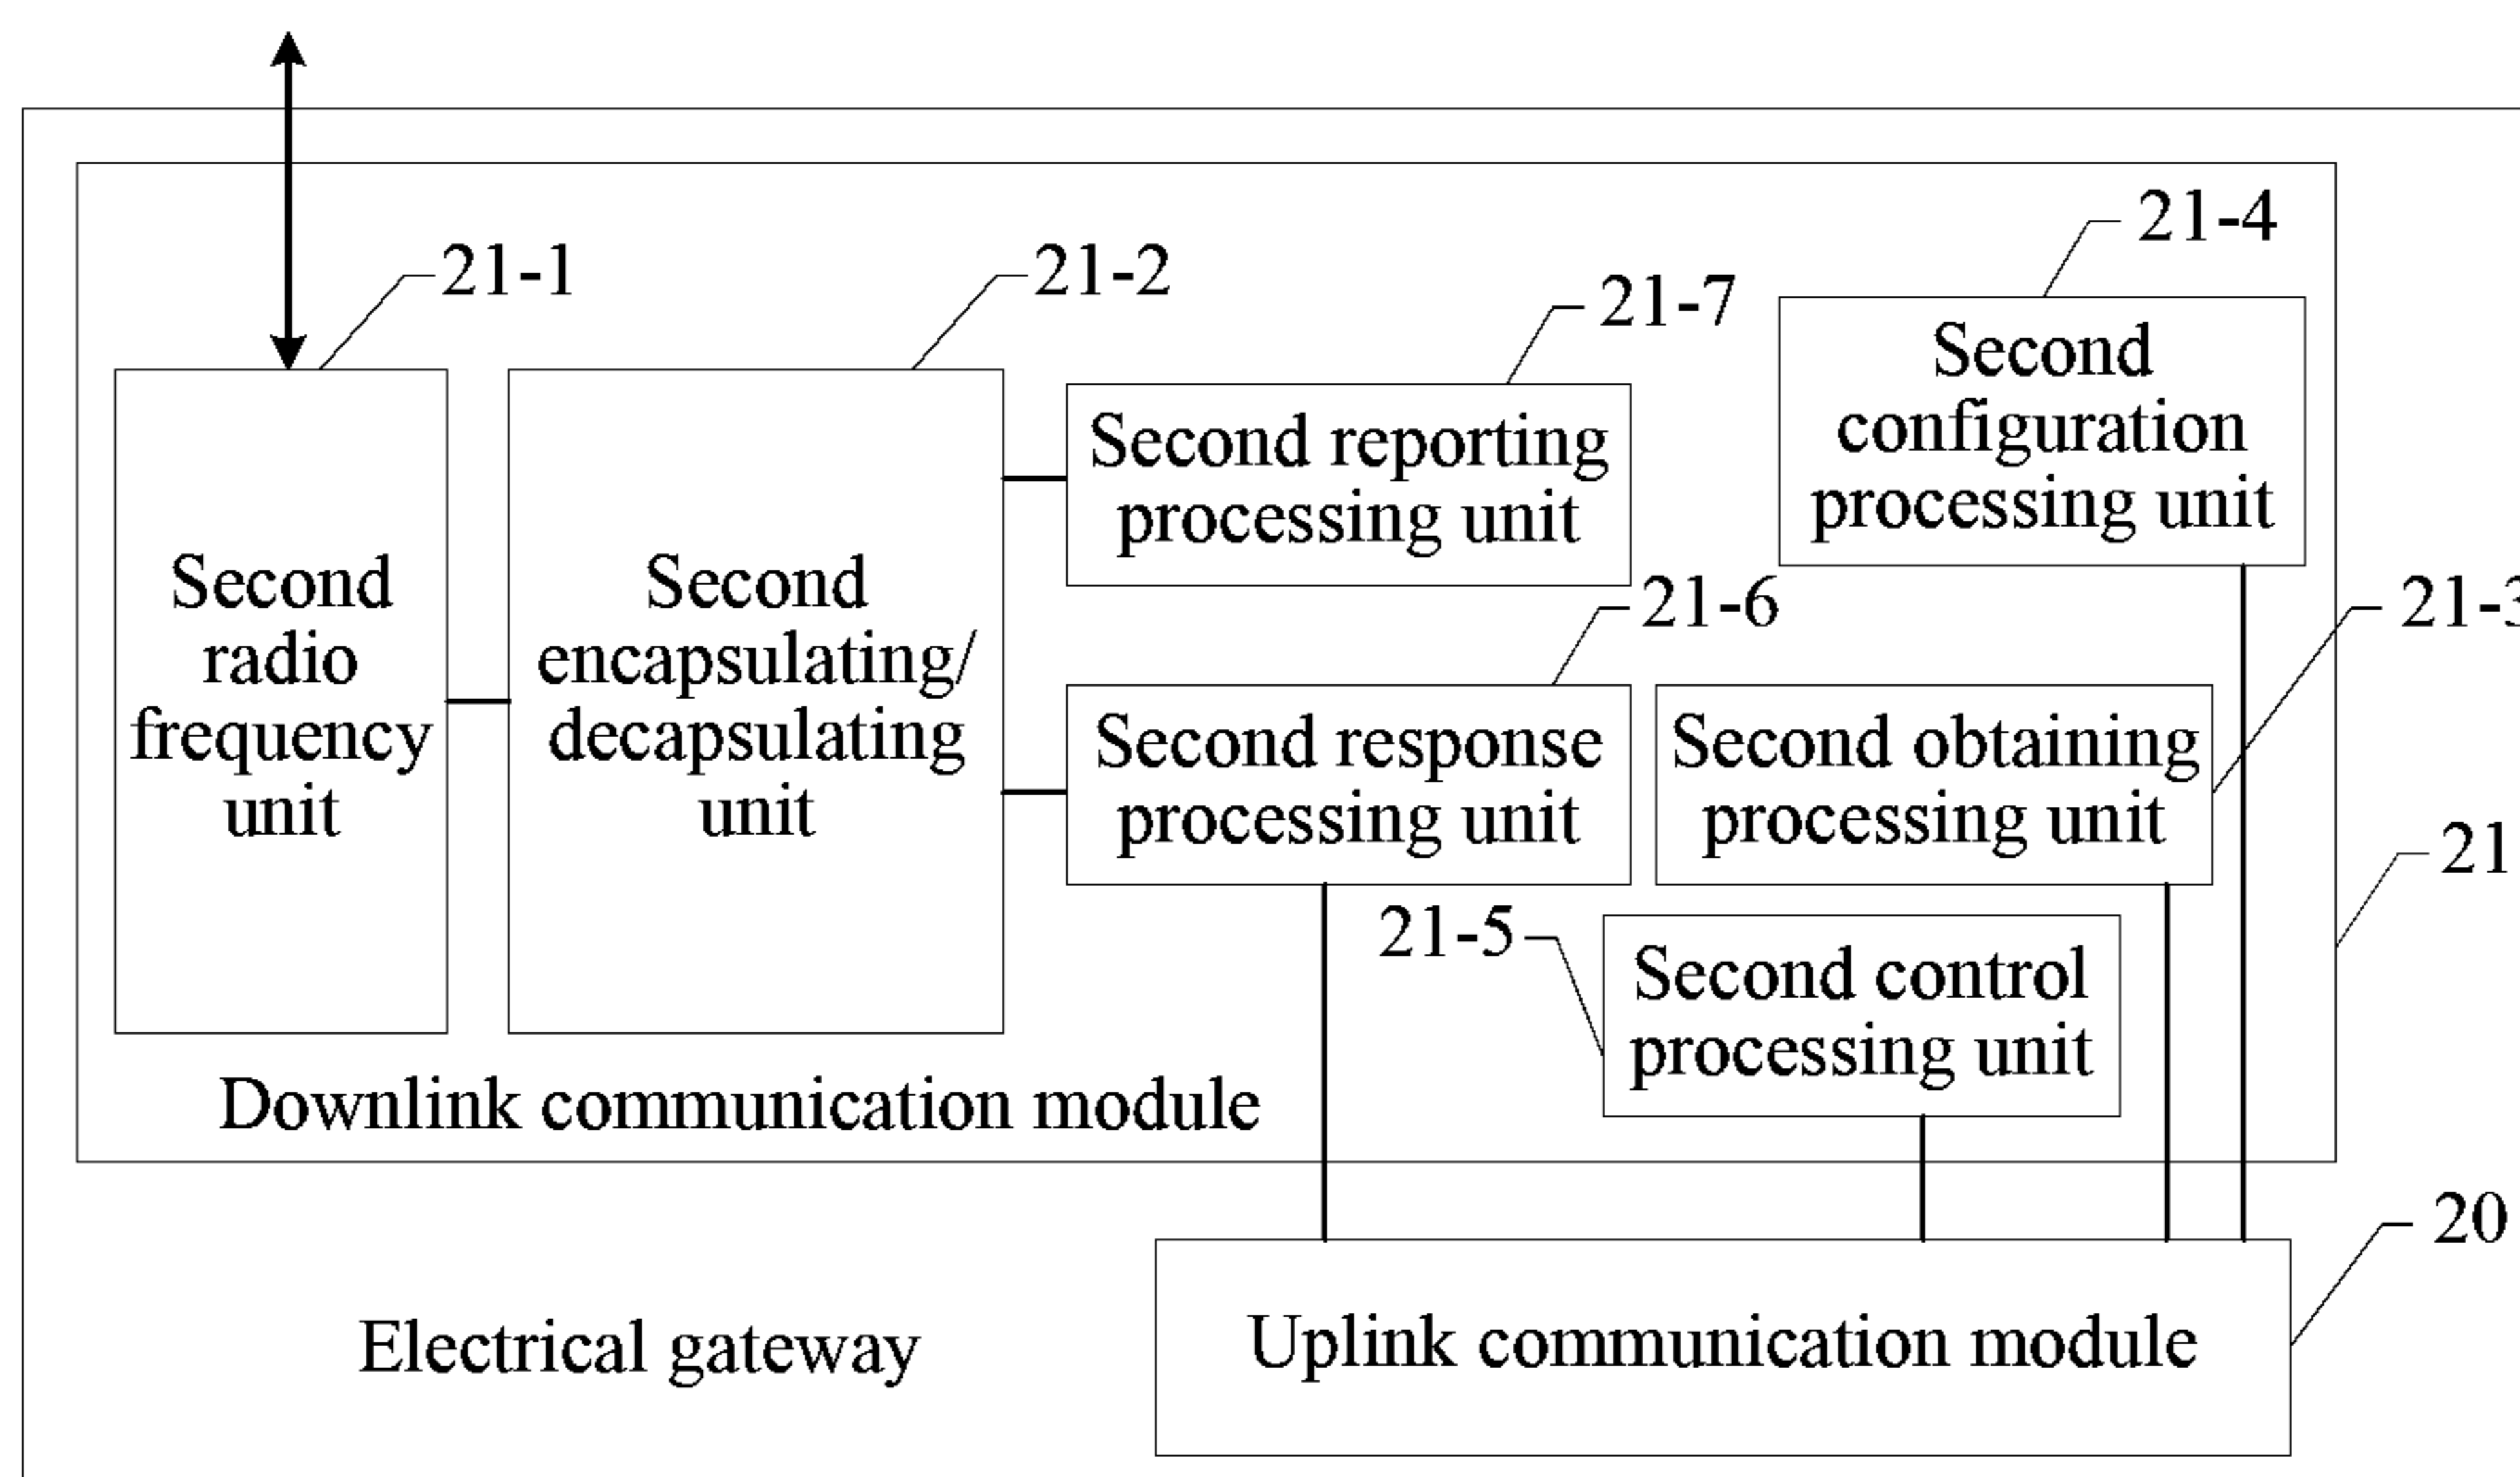 21-1
21-2
21-7
21-4
Second
radio
frequency
unit
Second
encapsulating/
decapsulating
unit
Second reporting
processing unit
Second
configuration
processing unit
21-6
21-3
Second response
processing unit
Second obtaining
processing unit
21
21-5
Second control
processing unit
Downlink communication module
20
Electrical gateway
Uplink communication module